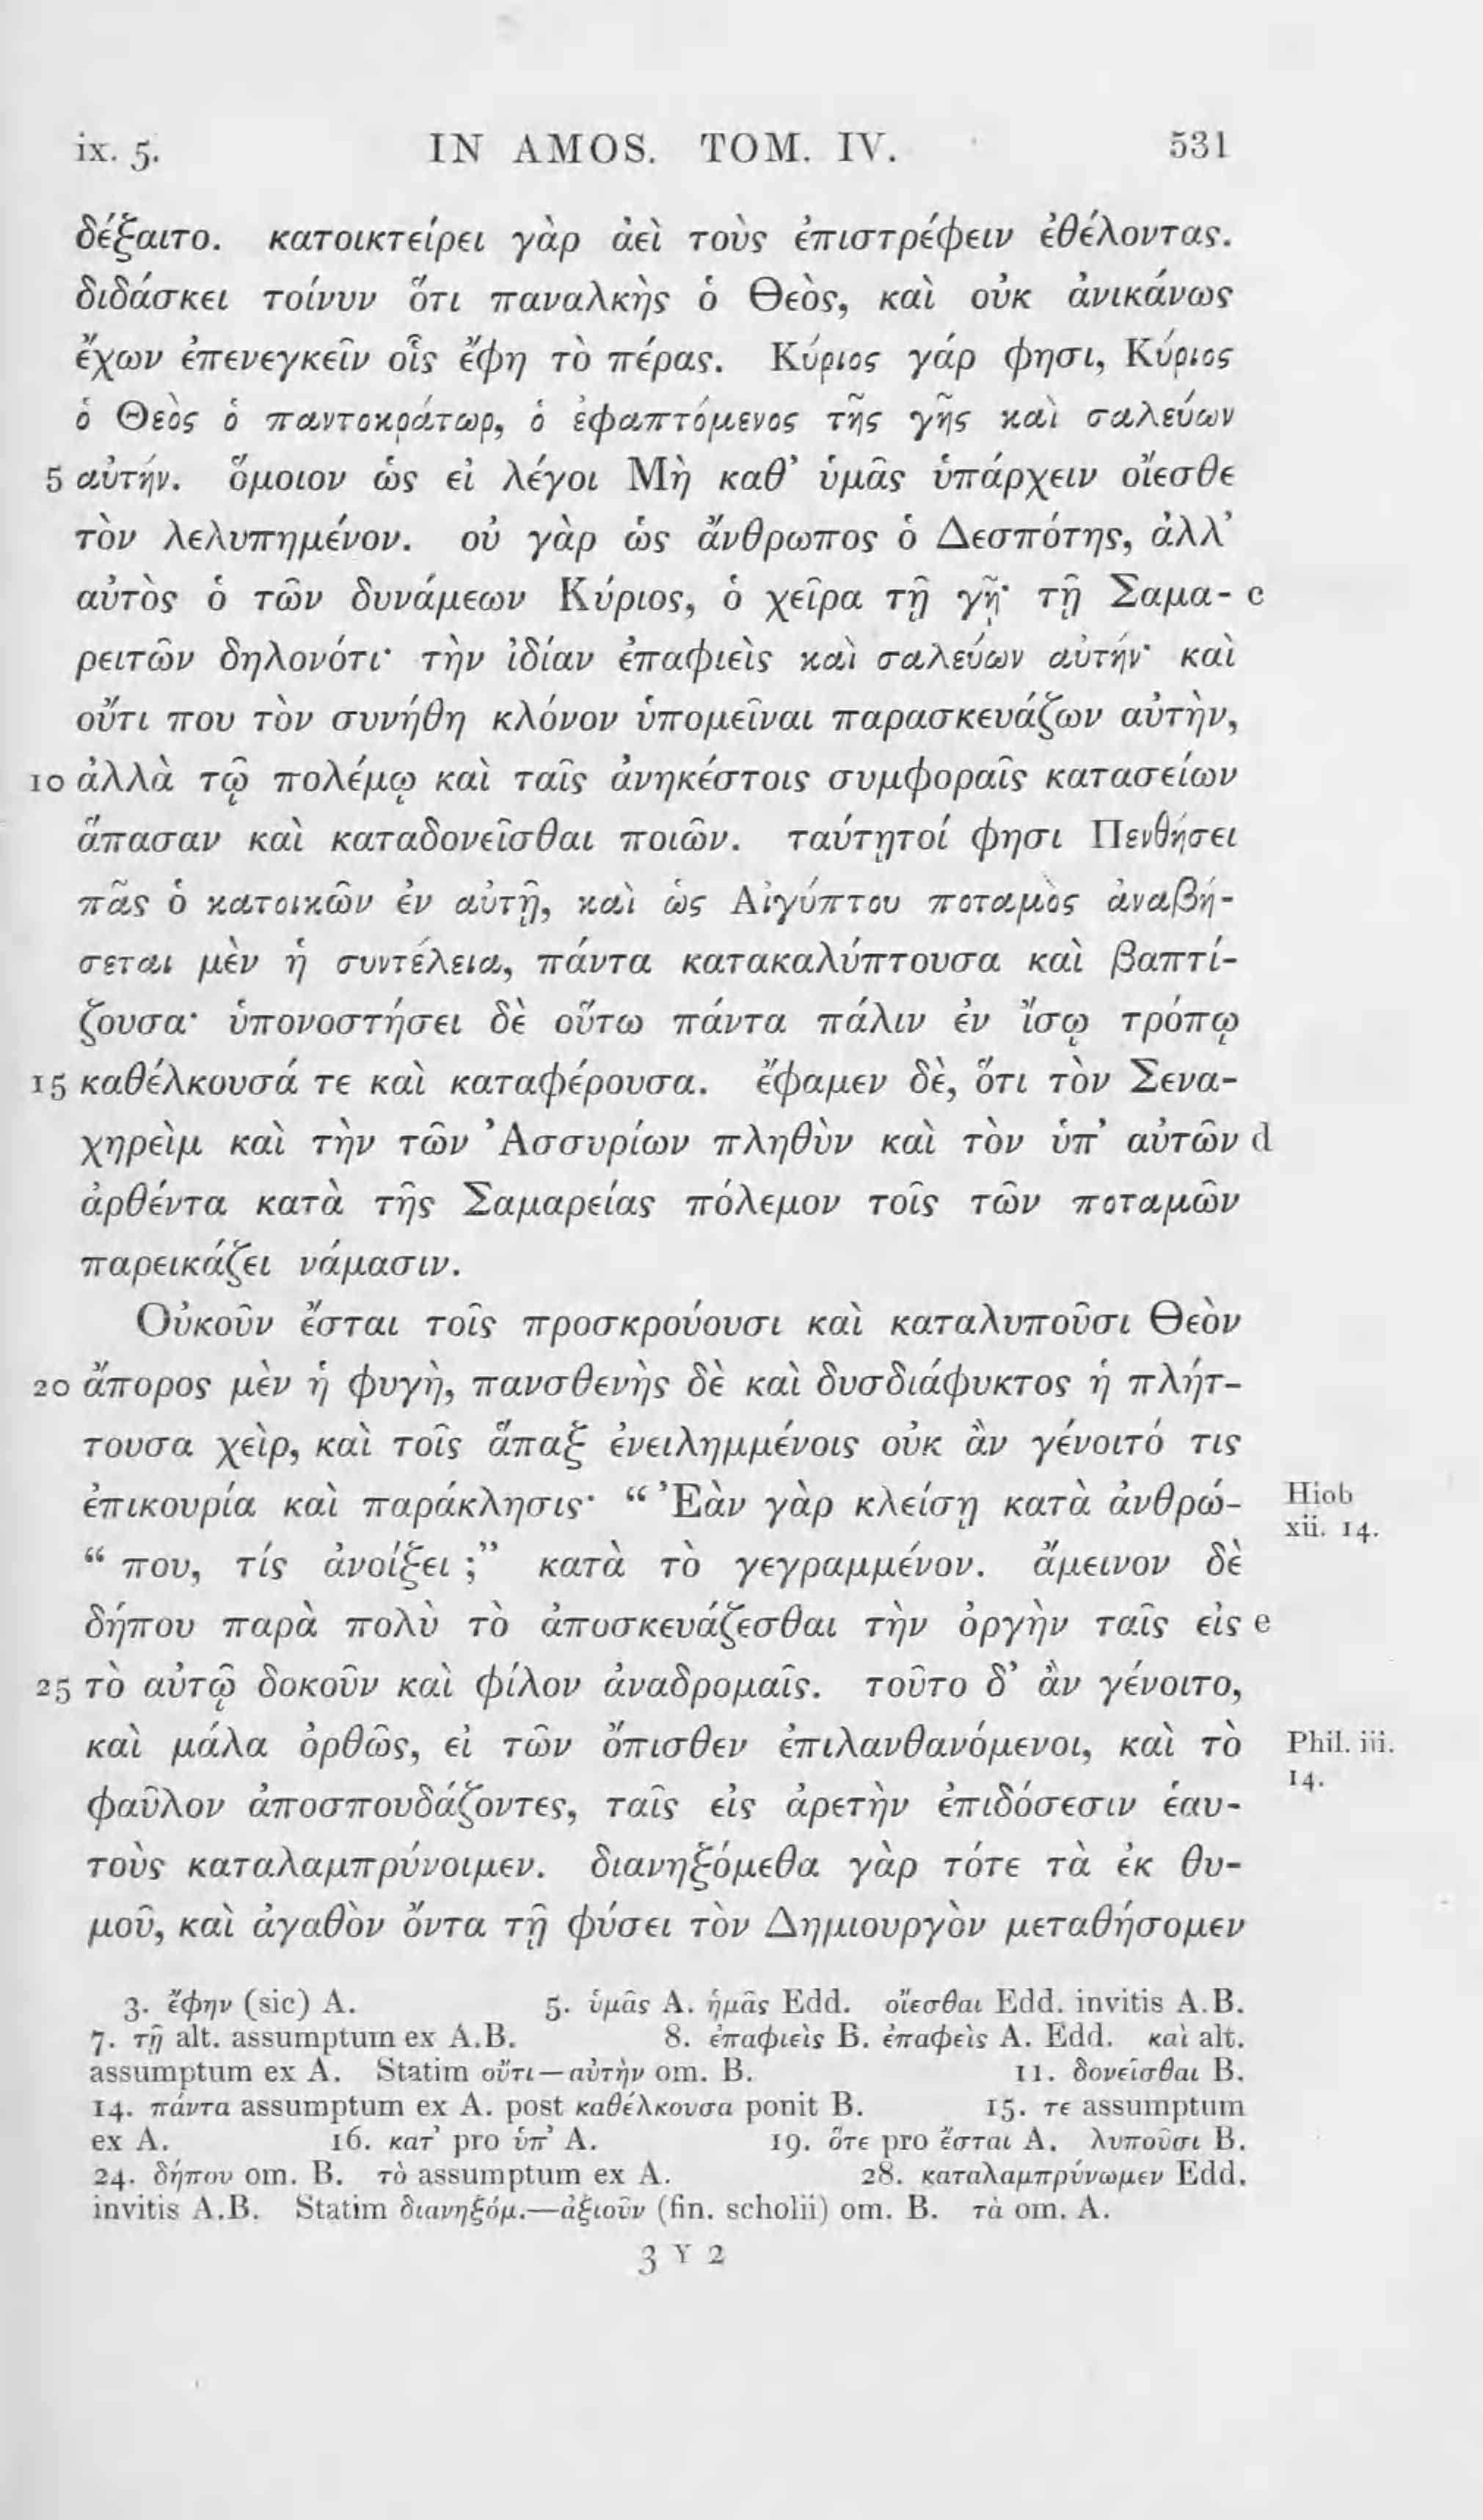 ix. 5. IN AMOS. TOM. IV. 531
δέξαιτο. κατοικτείρει γὰρ ἀεὶ τοὺς ἐπιστρέφειν ἐθέλοντας.
διδάσκει τοίνυν ὅτι παναλκὴς ὁ Θεὸς, καὶ οὐκ ἀνικάνως
ἔχων ἐπενεγκεῖν οἷς ἔφη τὸ πέρας. Κύριος γάρ φησι, Κύριος
ὁ Θεὸς ὁ παντοκράτωρ, ὁ ἐφαπτόμενος τῆς γῆς καὶ σαλεύων
5 αὐτήν. ὅμοιον ὡς εἰ λέγοι Μὴ καθ’ ὑμᾶς ὑπάρχειν οἴεσθε
τὸν λελυπημένον. οὐ γὰρ ὡς ἄνθρωπος ὁ Δεσπότης, ἀλλ’
αὐτὸς ὁ τῶν δυνάμεων Κύριος, ὁ χεῖρα τῇ γῇ· τῇ Σαμα- c
ρειτῶν δηλονότι· τὴν ἰδίαν ἐπαφιεὶς καὶ σαλεύων αὐτήν· καὶ
οὔτι που τὸν συνήθη κλόνον ὑπομεῖναι παρασκευάζων αὐτὴν,
10 ἀλλὰ τῷ πολέμῳ καὶ ταῖς ἀνηκέστοις συμφοραῖς κατασείων
ἅπασαν καὶ καταδονεῖσθαι ποιῶν. ταύτῃτοί φησι Πενθήσει
πᾶς ὁ κατοικῶν ἐν αὐτῇ, καὶ ὡς Αἰγύπτου ποταμὸς ἀναβή-
σεται μὲν ἡ συντέλεια, πάντα κατακαλύπτουσα καὶ βαπτί-
ζουσα· ὑπονοστήσει δὲ οὕτω πάντα πάλιν ἐν ἴσῳ τρόπῳ
15 καθέλκουσά τε καὶ καταφέρουσα. ἔφαμεν δὲ, ὅτι τὸν Σενα-
χηρεὶμ καὶ τὴν τῶν Ἀσσυρίων πληθὺν καὶ τὸν ὑπ’ αὐτῶν d
ἀρθέντα κατὰ τῆς Σαμαρείας πόλεμον τοῖς τῶν ποταμῶν
παρεικάζει νάμασιν.
Οὐκοῦν ἔσται τοῖς προσκρούουσι καὶ καταλυποῦσι Θεὸν
20 ἄπορος μὲν ἡ φυγὴ, πανσθενὴς δὲ καὶ δυσδιάφυκτος ἡ πλήτ-
τουσα χεὶρ, καὶ τοῖς ἅπαξ ἐνειλημμένοις οὐκ ἂν γένοιτό τις
ἐπικουρία καὶ παράκλησις· “ Ἐὰν γὰρ κλείσῃ κατὰ ἀνθρώ- Hiob
xii. 14.
“ που, τίς ἀνοίξει ;” κατὰ τὸ γεγραμμένον. ἄμεινον δὲ
δήπου παρὰ πολὺ τὸ ἀποσκευάζεσθαι τὴν ὀργὴν ταῖς εἰς e
25 τὸ αὐτῷ δοκοῦν καὶ φίλον ἀναδρομαῖς. τοῦτο δ’ ἂν γένοιτο,
καὶ μάλα ὀρθῶς, εἰ τῶν ὄπισθεν ἐπιλανθανόμενοι, καὶ τὸ Phil. iii.
14.
φαῦλον ἀποσπουδάζοντες, ταῖς εἰς ἀρετὴν ἐπιδόσεσιν ἑαυ-
τοὺς καταλαμπρύνοιμεν. διανηξόμεθα γὰρ τότε τὰ ἐκ θυ-
μοῦ, καὶ ἀγαθὸν ὄντα τῇ φύσει τὸν Δημιουργὸν μεταθήσομεν
3. ἔφην (sic) A. 5. ὑμᾶς A. ἡμᾶς Edd. οἴεσθαι Edd. invitis A.B.
7. τῇ alt. assumptum ex A.B. 8. ἐπαφιεὶς B. ἐπαφεὶς A. Edd. καὶ alt.
assumptum ex A. Statim οὔτι—αὐτὴν om. B. 11. δονεῖσθαι B.
14. πάντα assumptum ex A. post καθέλκουσα ponit B. 15. τε assumptum
ex A. 16. κατ’ pro ὑπ’ A. 19. ὅτε pro ἔσται A. λυποῦσι B.
24. δήπου om. B. τὸ assumptum ex A. 28. καταλαμπρύνωμεν Edd.
invitis A.B. Statim διανηξόμ.—ἀξιοῦν (fin. scholii) om. B. τὰ om. A.
3 Y 2